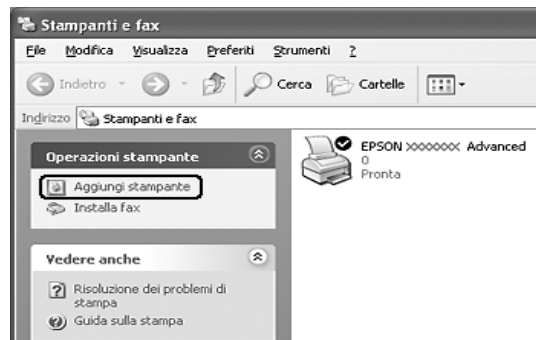 Stampanti e fax
File Modifica Visualizza Preferiti Strumenti ?
Indietro Cerca Cartelle
Indirizzo Stampanti e fax
Operazioni stampante
Aggiungi stampante
Installa fax
Vedere anche
Risoluzione dei problemi di
stampa
Guida sulla stampa
EPSON XXXXXXX Advanced
0
Pronta